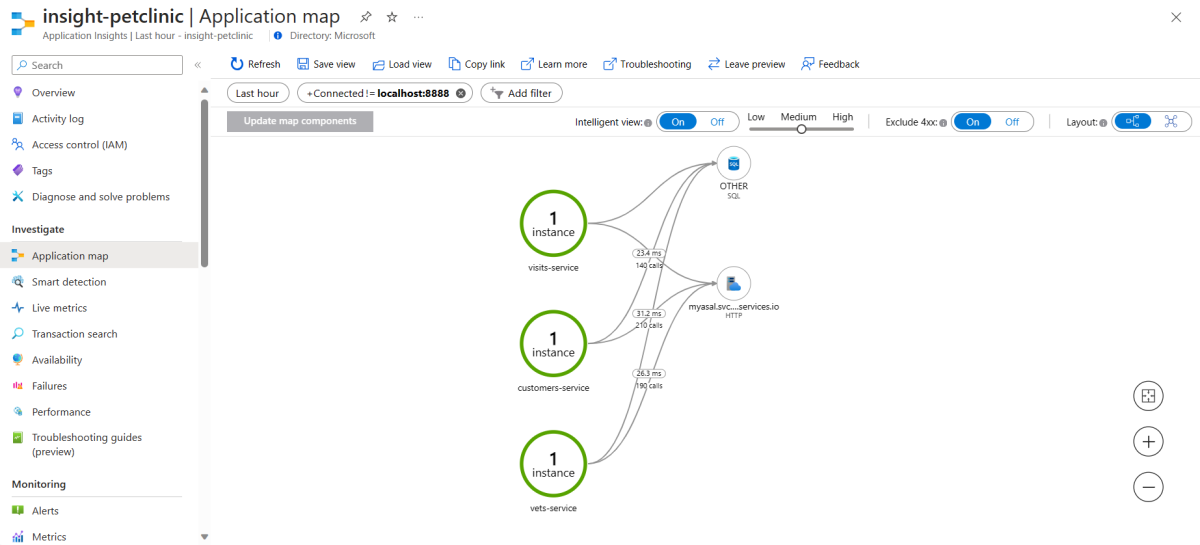 insight-petclinic | Application map
Application Insights | Last hour - insight-petclinic
Directory: Microsoft
Search
Overview
Activity log
Access control (IAM)
Tags
Diagnose and solve problems
Investigate
Application map
Smart detection
Live metrics
Transaction search
Availability
Failures
Performance
Troubleshooting guides
(preview)
Monitoring
Alerts
Metrics
Refresh
Save view
Load view
Copy link
Learn more
Troubleshooting
Leave preview
Feedback
Last hour
+Connected != localhost:8888
Add filter
Update map components
Intelligent view:
On
Off
Low
Medium
High
Exclude 4xx:
On
Off
Layout:
SQL
OTHER
SQL
1
instance
visits-service
23.4 ms
140 calls
myasal.svc....services.io
HTTP
31.2 ms
210 calls
1
instance
customers-service
26.3 ms
190 calls
1
instance
vets-service